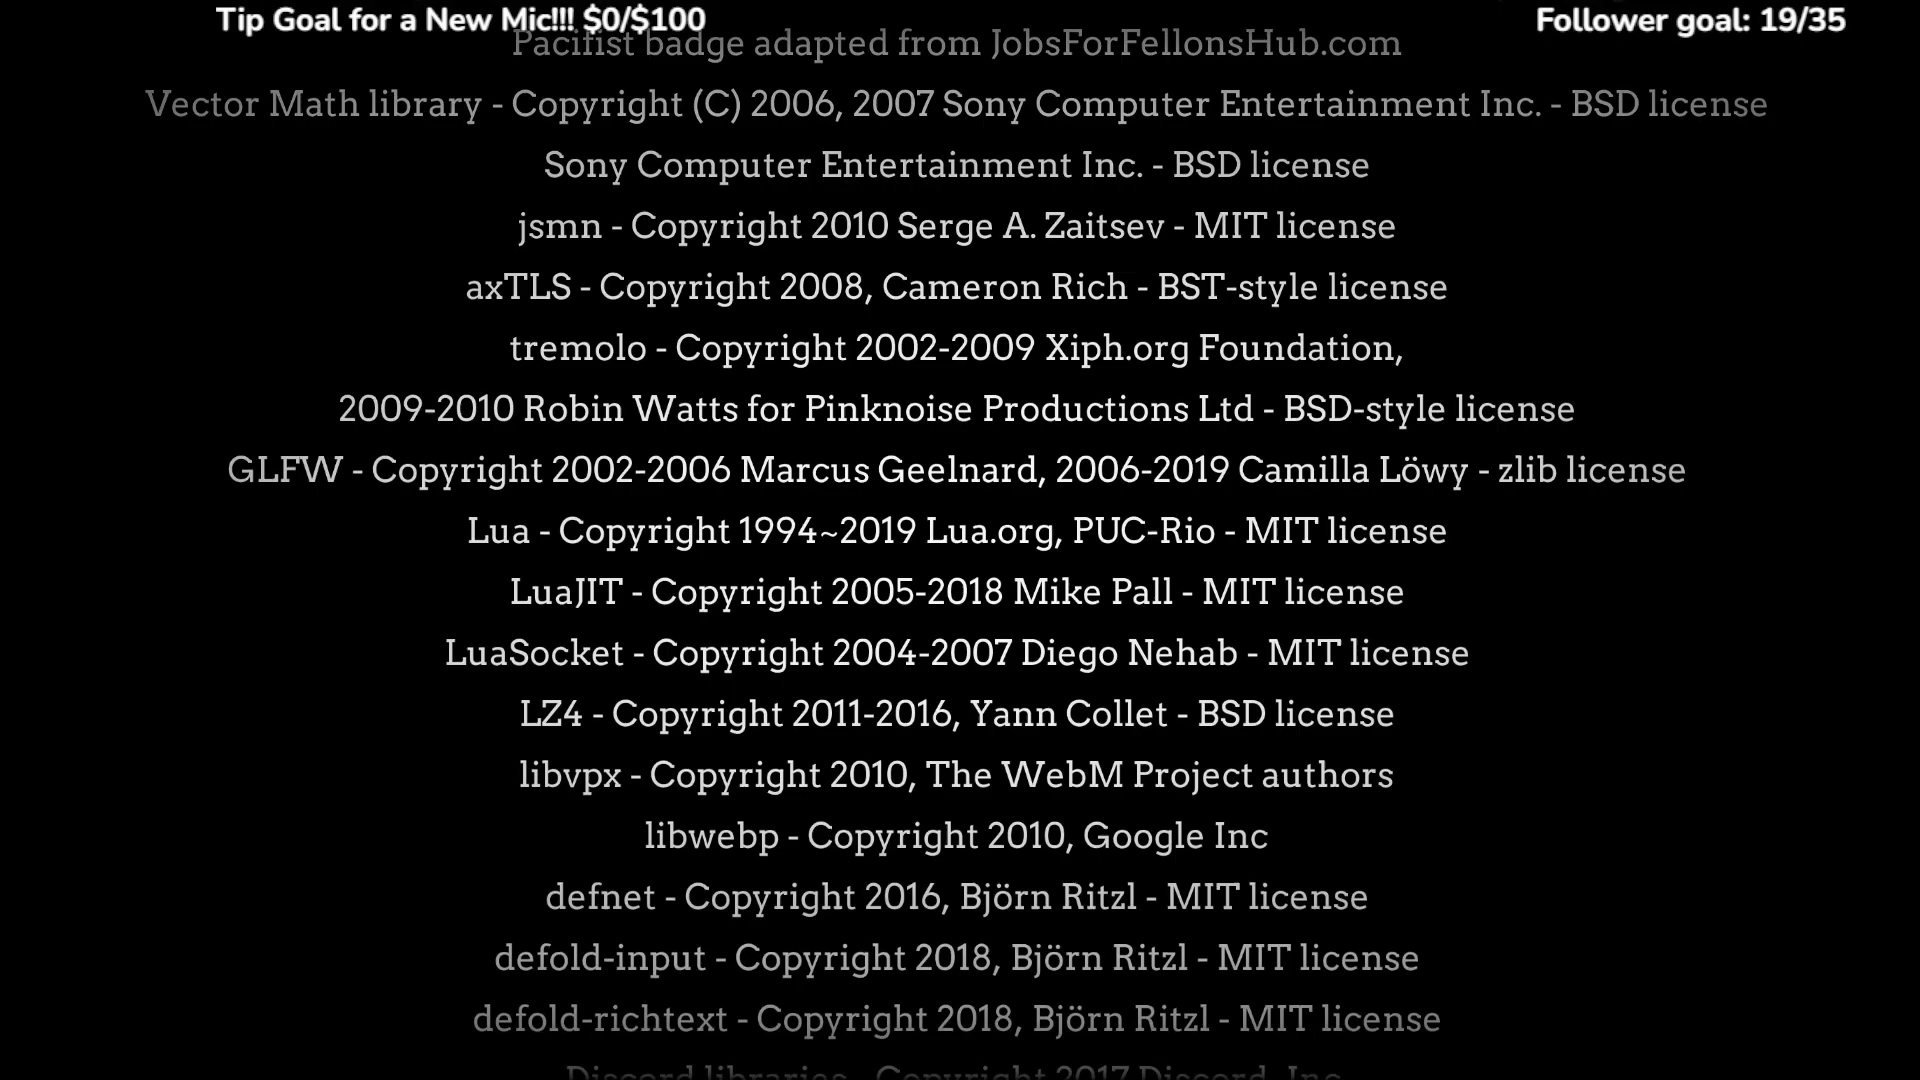 Tip Goal for a New Mic!!! $0/$100
Follower goal: 19/35
Pacifist badge adapted from JobsForFellonsHub.com
Vector Math library - Copyright (C) 2006, 2007 Sony Computer Entertainment Inc. - BSD license
Sony Computer Entertainment Inc. - BSD license
jsmn - Copyright 2010 Serge A. Zaitsev - MIT license
axTLS - Copyright 2008, Cameron Rich - BST-style license
tremolo - Copyright 2002-2009 Xiph.org Foundation,
2009-2010 Robin Watts for Pinknoise Productions Ltd - BSD-style license
GLFW - Copyright 2002-2006 Marcus Geelnard, 2006-2019 Camilla Löwy - zlib license
Lua - Copyright 1994~2019 Lua.org, PUC-Rio - MIT license
LuaJIT - Copyright 2005-2018 Mike Pall - MIT license
LuaSocket - Copyright 2004-2007 Diego Nehab - MIT license
LZ4 - Copyright 2011-2016, Yann Collet - BSD license
libvpx - Copyright 2010, The WebM Project authors
libwebp - Copyright 2010, Google Inc
defnet - Copyright 2016, Björn Ritzl - MIT license
defold-input - Copyright 2018, Björn Ritzl - MIT license
defold-richtext - Copyright 2018, Björn Ritzl - MIT license
Discord libraries - Copyright 2017 Discord, Inc.